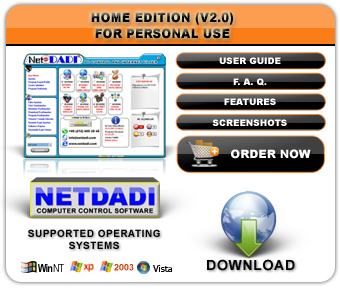 HOME EDITION (V2.0)
FOR PERSONAL USE
NetDADI
USER GUIDE
F. A. Q.
FEATURES
SCREENSHOTS
ORDER NOW
NETDADI
COMPUTER CONTROL SOFTWARE
SUPPORTED OPERATING
SYSTEMS
WinNT xp 2003 Vista
DOWNLOAD